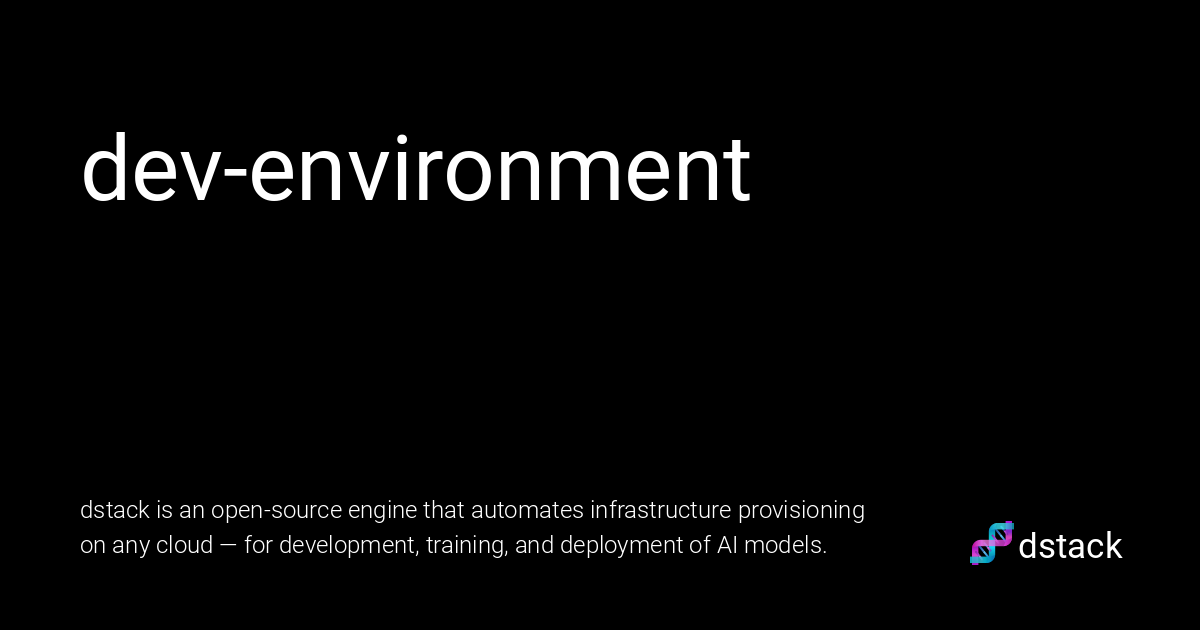 dev-environment
dstack is an open-source engine that automates infrastructure provisioning
on any cloud — for development, training, and deployment of AI models.
dstack